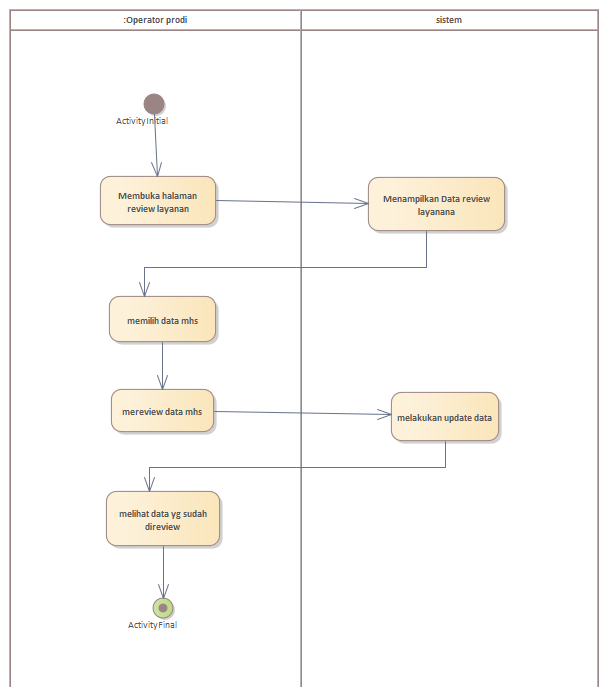 :Operator prodi
sistem
ActivityInitial
Membuka halaman
review layanan
Menampilkan Data review
layanana
memilih data mhs
mereview data mhs
melakukan update data
melihat data yg sudah
direview
ActivityFinal